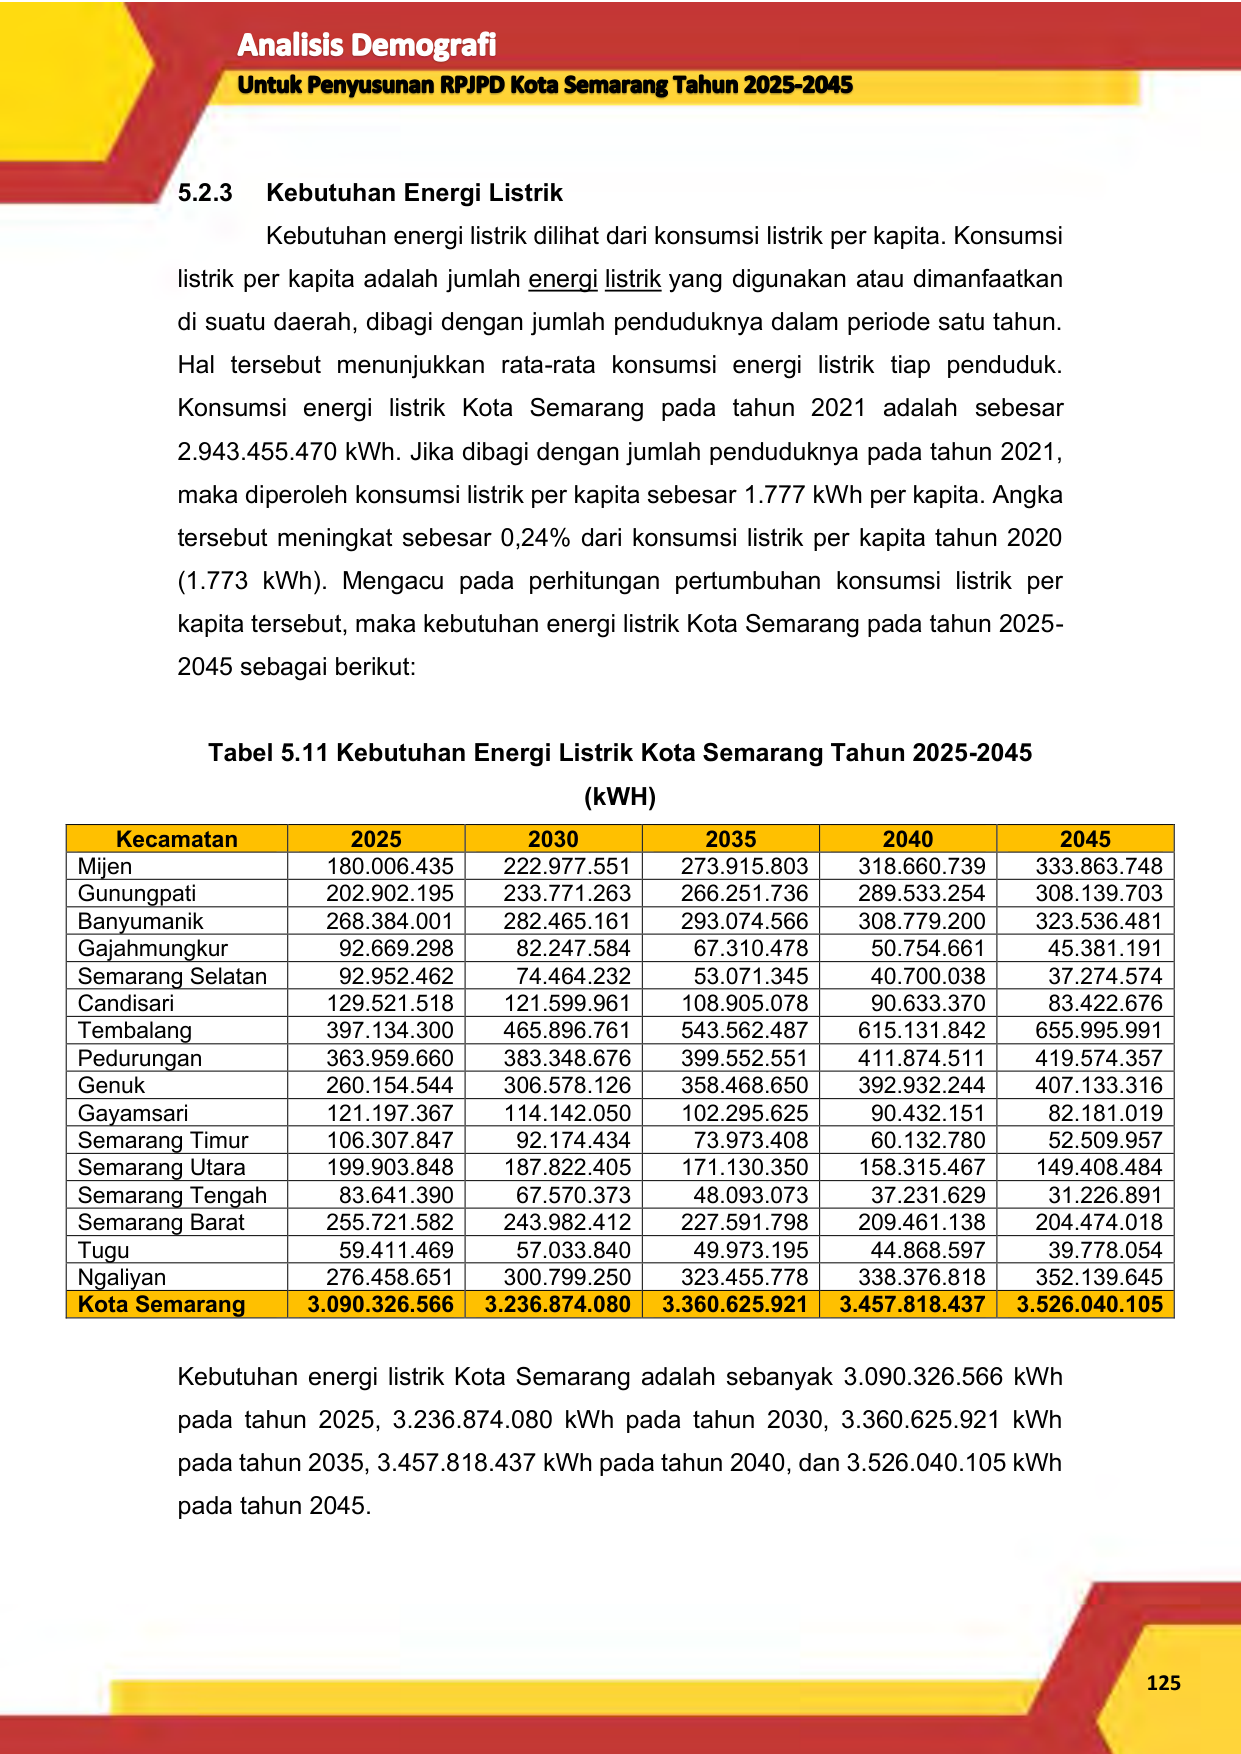 Analisis Demografi
Untuk Penyusunan RPJPD Kota Semarang Tahun 2025-2045
5.2.3 Kebutuhan Energi Listrik
Kebutuhan energi listrik dilihat dari konsumsi listrik per kapita. Konsumsi
listrik per kapita adalah jumlah energi listrik yang digunakan atau dimanfaatkan
di suatu daerah, dibagi dengan jumlah penduduknya dalam periode satu tahun.
Hal tersebut menunjukkan rata-rata konsumsi energi listrik tiap penduduk.
Konsumsi energi listrik Kota Semarang pada tahun 2021 adalah sebesar
2.943.455.470 kWh. Jika dibagi dengan jumlah penduduknya pada tahun 2021,
maka diperoleh konsumsi listrik per kapita sebesar 1.777 kWh per kapita. Angka
tersebut meningkat sebesar 0,24% dari konsumsi listrik per kapita tahun 2020
(1.773 kWh). Mengacu pada perhitungan pertumbuhan konsumsi listrik per
kapita tersebut, maka kebutuhan energi listrik Kota Semarang pada tahun 2025-
2045 sebagai berikut:
Tabel 5.11 Kebutuhan Energi Listrik Kota Semarang Tahun 2025-2045
(kWH)
Kecamatan 2025 2030 2035 2040 2045
Mijen 180.006.435 222.977.551 273.915.803 318.660.739 333.863.748
Gunungpati 202.902.195 233.771.263 266.251.736 289.533.254 308.139.703
Banyumanik 268.384.001 282.465.161 293.074.566 308.779.200 323.536.481
Gajahmungkur 92.669.298 82.247.584 67.310.478 50.754.661 45.381.191
Semarang Selatan 92.952.462 74.464.232 53.071.345 40.700.038 37.274.574
Candisari 129.521.518 121.599.961 108.905.078 90.633.370 83.422.676
Tembalang 397.134.300 465.896.761 543.562.487 615.131.842 655.995.991
Pedurungan 363.959.660 383.348.676 399.552.551 411.874.511 419.574.357
Genuk 260.154.544 306.578.126 358.468.650 392.932.244 407.133.316
Gayamsari 121.197.367 114.142.050 102.295.625 90.432.151 82.181.019
Semarang Timur 106.307.847 92.174.434 73.973.408 60.132.780 52.509.957
Semarang Utara 199.903.848 187.822.405 171.130.350 158.315.467 149.408.484
Semarang Tengah 83.641.390 67.570.373 48.093.073 37.231.629 31.226.891
Semarang Barat 255.721.582 243.982.412 227.591.798 209.461.138 204.474.018
Tugu 59.411.469 57.033.840 49.973.195 44.868.597 39.778.054
Ngaliyan 276.458.651 300.799.250 323.455.778 338.376.818 352.139.645
Kota Semarang 3.090.326.566 3.236.874.080 3.360.625.921 3.457.818.437 3.526.040.105
Kebutuhan energi listrik Kota Semarang adalah sebanyak 3.090.326.566 kWh
pada tahun 2025, 3.236.874.080 kWh pada tahun 2030, 3.360.625.921 kWh
pada tahun 2035, 3.457.818.437 kWh pada tahun 2040, dan 3.526.040.105 kWh
pada tahun 2045.
125